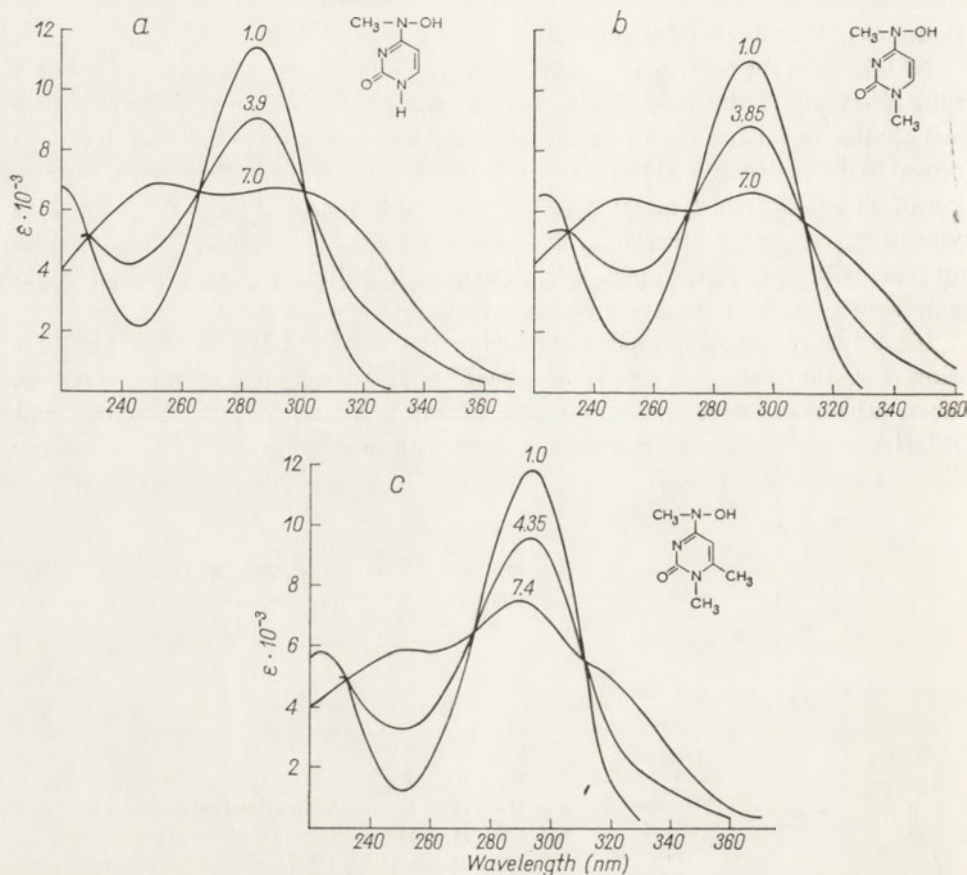 a
12
10
8
6
4
2
ε · 10⁻³
1.0
3.9
7.0
240
260
280
300
320
340
360
CH₃–N–OH
N
O
N
H
b
1.0
3.85
7.0
240
260
280
300
320
340
360
CH₃–N–OH
N
O
N
CH₃
c
12
10
8
6
4
2
ε · 10⁻³
1.0
4.35
7.4
240
260
280
300
320
340
360
Wavelength (nm)
CH₃–N–OH
N
O
N
CH₃
CH₃